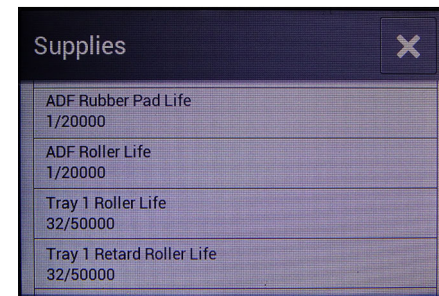 Supplies
ADF Rubber Pad Life
1/20000
ADF Roller Life
1/20000
Tray 1 Roller Life
32/50000
Tray 1 Retard Roller Life
32/50000